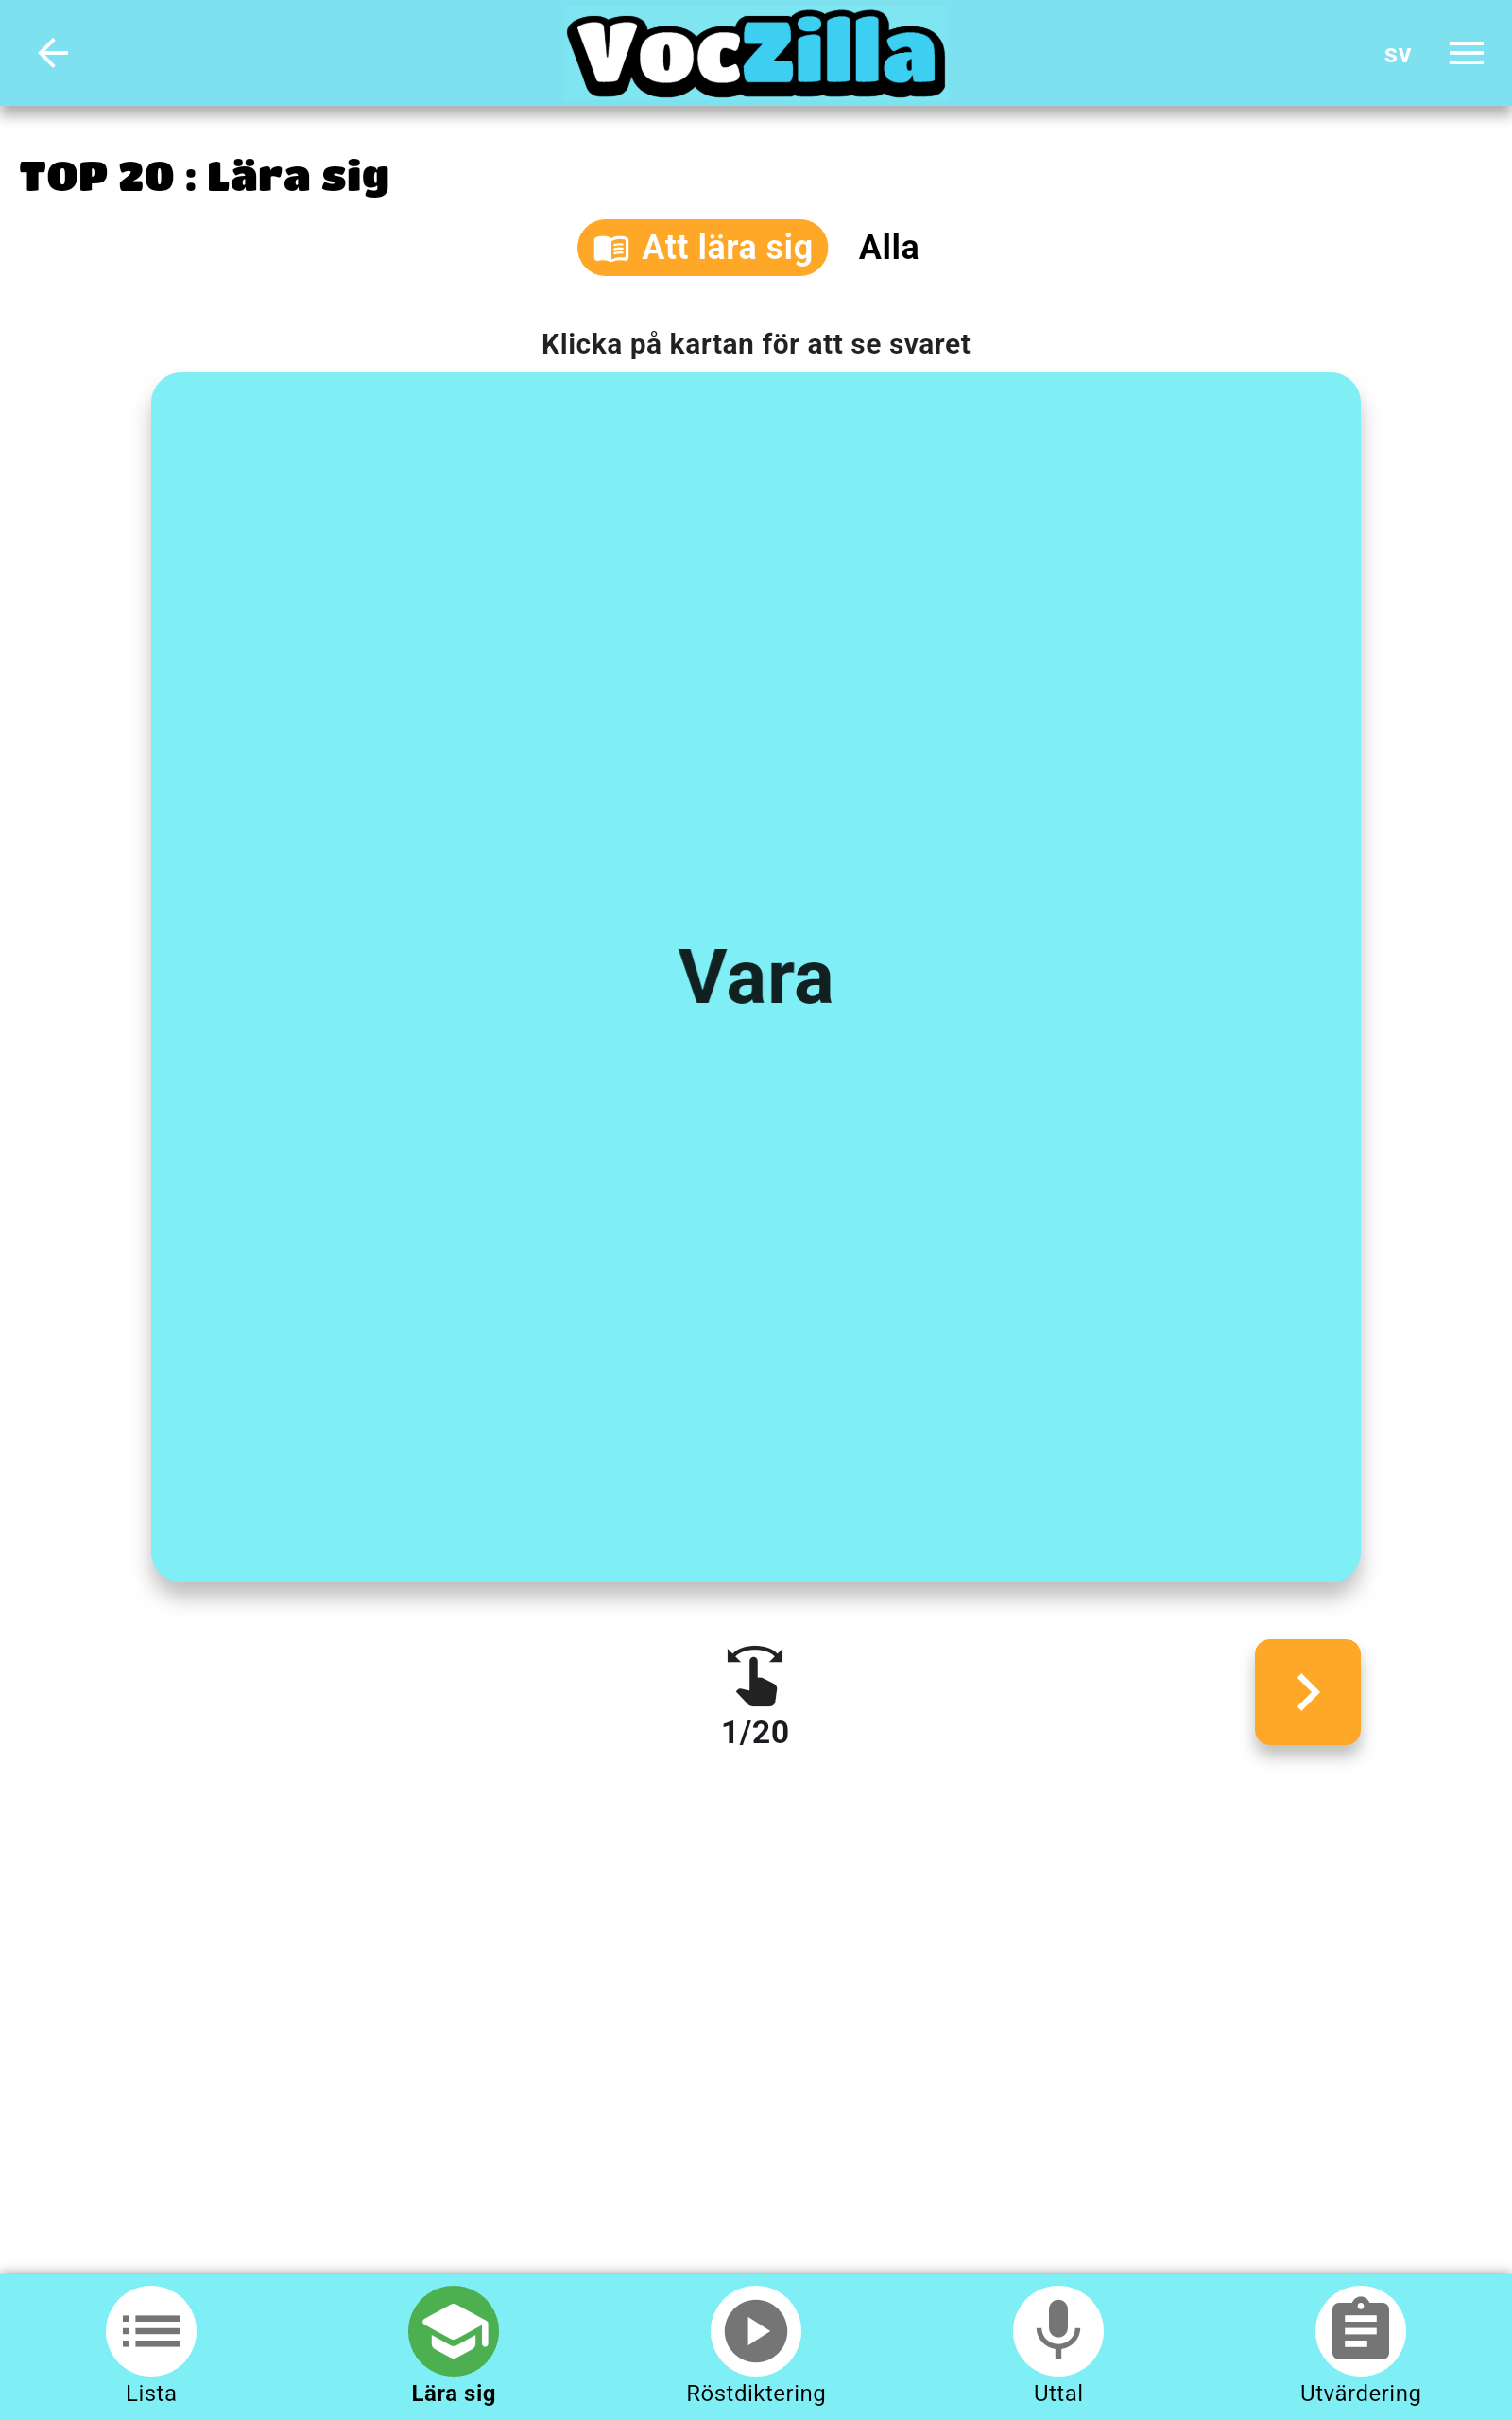 VocZilla
sv
TOP 20 : Lära sig
Att lära sig
Alla
Klicka på kartan för att se svaret
Vara
1/20
Lista
Lära sig
Röstdiktering
Uttal
Utvärdering